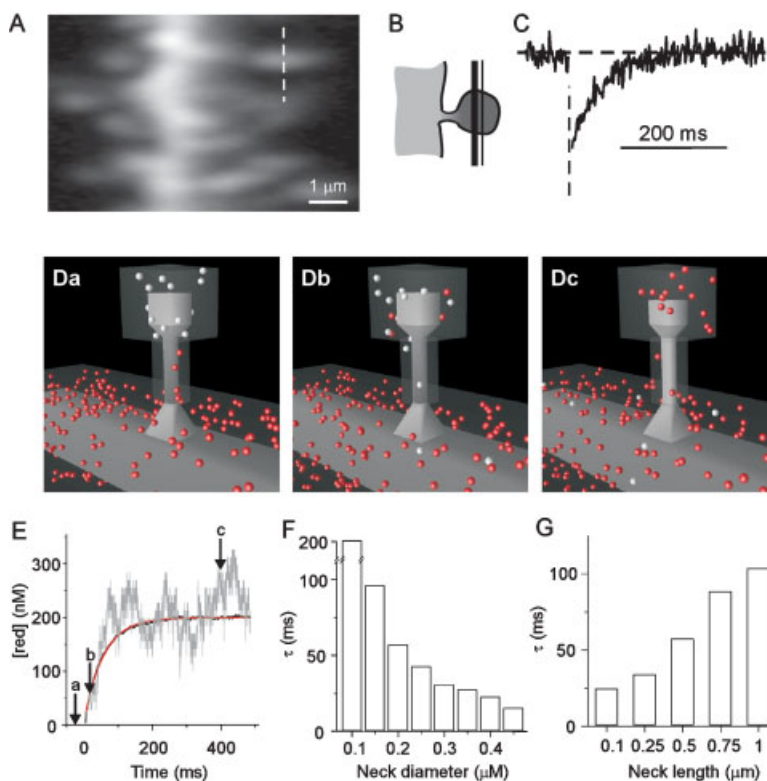 A
B
C
200 ms
1 μm
Da
Db
Dc
E
F
G
[red] (nM)
300
200
100
0
a
b
c
0
200
400
Time (ms)
τ (ms)
200
100
50
0
0.1
0.2
0.3
0.4
Neck diameter (μM)
τ (ms)
100
50
0
0.1
0.25
0.5
0.75
1
Neck length (μm)